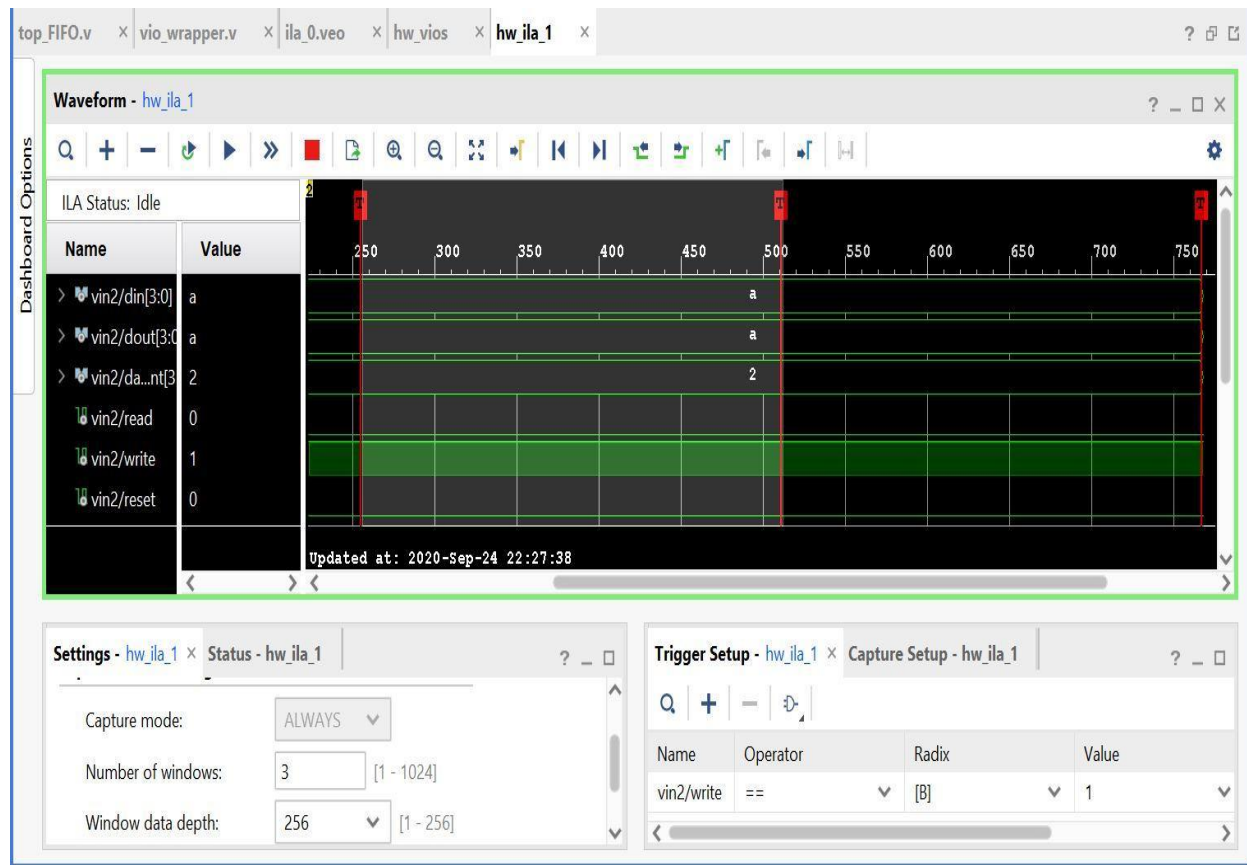 top_FIFO.v × vio_wrapper.v × ila_0.veo × hw_vios × hw_ila_1 × ?
Dashboard Options
Waveform - hw_ila_1 ? _ □ X
ILA Status: Idle
2
T T T
Name Value
250 300 350 400 450 500 550 600 650 700 750
> vin2/din[3:0] a a
> vin2/dout[3:0 a a
> vin2/da...nt[3 2 2
vin2/read 0
vin2/write 1
vin2/reset 0
Updated at: 2020-Sep-24 22:27:38
Settings - hw_ila_1 × Status - hw_ila_1 ? _ □
Capture mode: ALWAYS
Number of windows: 3 [1 - 1024]
Window data depth: 256 [1 - 256]
Trigger Setup - hw_ila_1 × Capture Setup - hw_ila_1 ? _ □
Name Operator Radix Value
vin2/write == [B] 1